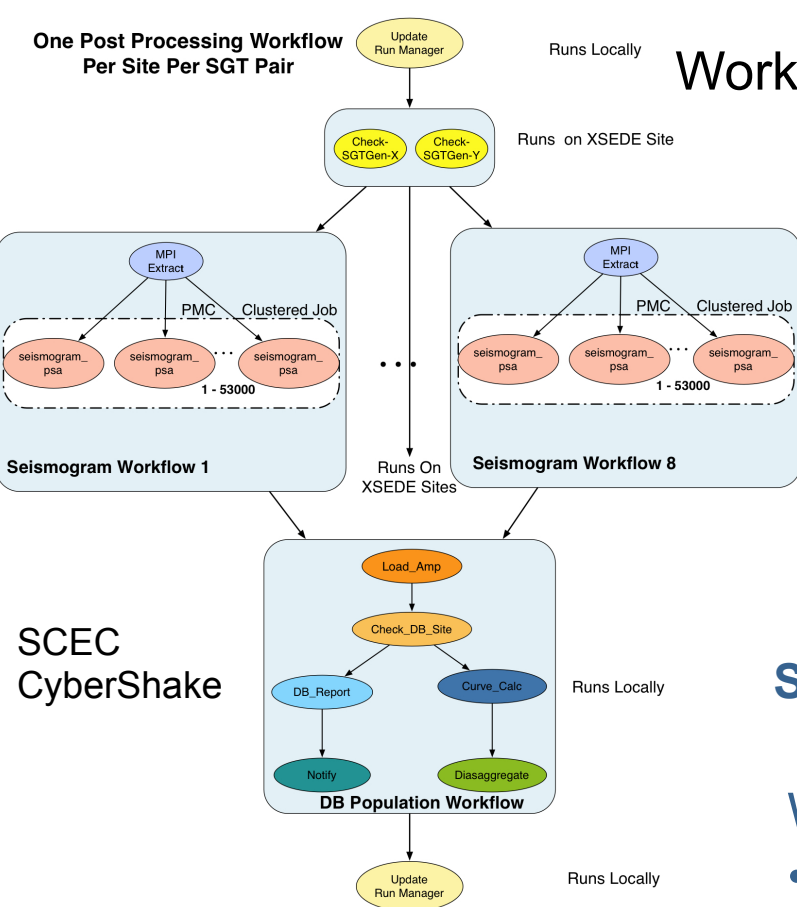 One Post Processing Workflow
Per Site Per SGT Pair
Update
Run Manager
Runs Locally
Work
Check-
SGTGen-X
Check-
SGTGen-Y
Runs on XSEDE Site
MPI
Extract
PMC Clustered Job
seismogram_
psa
seismogram_
psa
...
seismogram_
psa
1 - 53000
Seismogram Workflow 1
...
Runs On
XSEDE Sites
MPI
Extract
PMC Clustered Job
seismogram_
psa
seismogram_
psa
...
seismogram_
psa
1 - 53000
Seismogram Workflow 8
Load_Amp
Check_DB_Site
DB_Report
Curve_Calc
Notify
Diasaggregate
DB Population Workflow
Runs Locally
SCEC
CyberShake
S
Update
Run Manager
Runs Locally